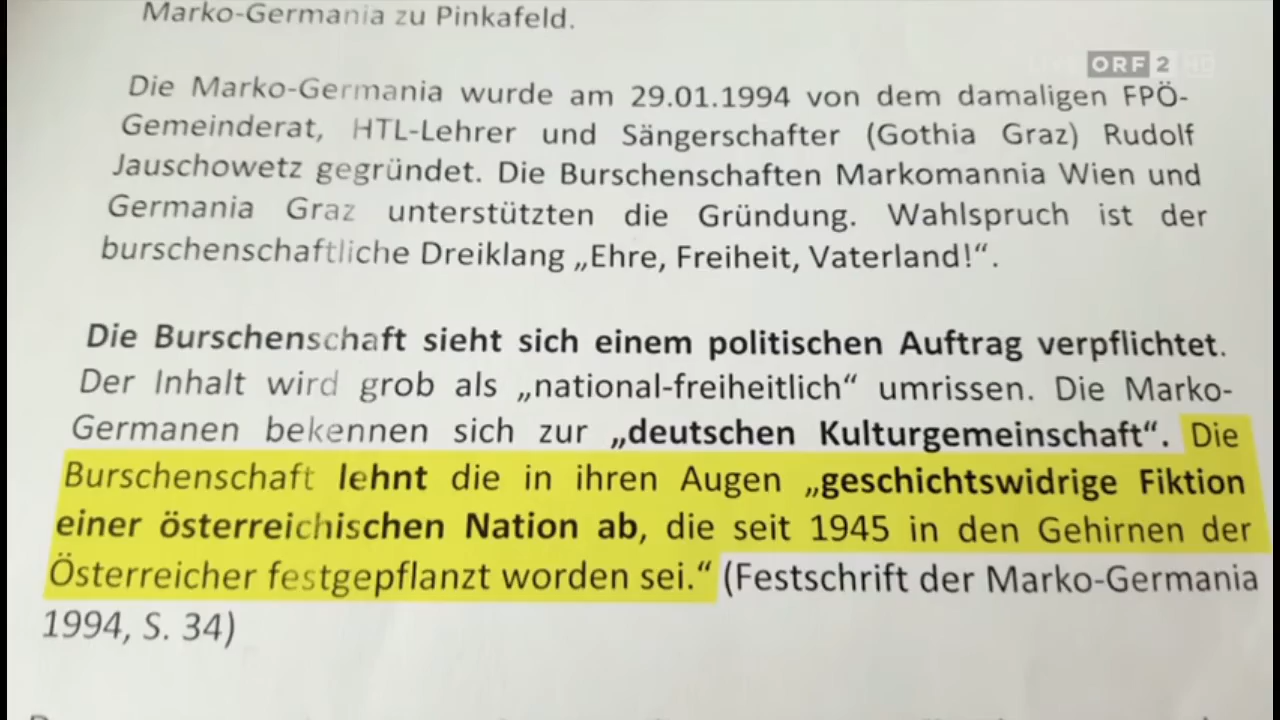 Marko-Germania zu Pinkafeld.
LIVE ORF 2 HD
Die Marko-Germania wurde am 29.01.1994 von dem damaligen FPÖ-
Gemeinderat, HTL-Lehrer und Sängerschafter (Gothia Graz) Rudolf
Jauschowetz gegründet. Die Burschenschaften Markomannia Wien und
Germania Graz unterstützten die Gründung. Wahlspruch ist der
burschenschaftliche Dreiklang „Ehre, Freiheit, Vaterland!“.
Die Burschenschaft sieht sich einem politischen Auftrag verpflichtet.
Der Inhalt wird grob als „national-freiheitlich“ umrissen. Die Marko-
Germanen bekennen sich zur „deutschen Kulturgemeinschaft“. Die
Burschenschaft lehnt die in ihren Augen „geschichtswidrige Fiktion
einer österreichischen Nation ab, die seit 1945 in den Gehirnen der
Österreicher festgepflanzt worden sei.“ (Festschrift der Marko-Germania
1994, S. 34)